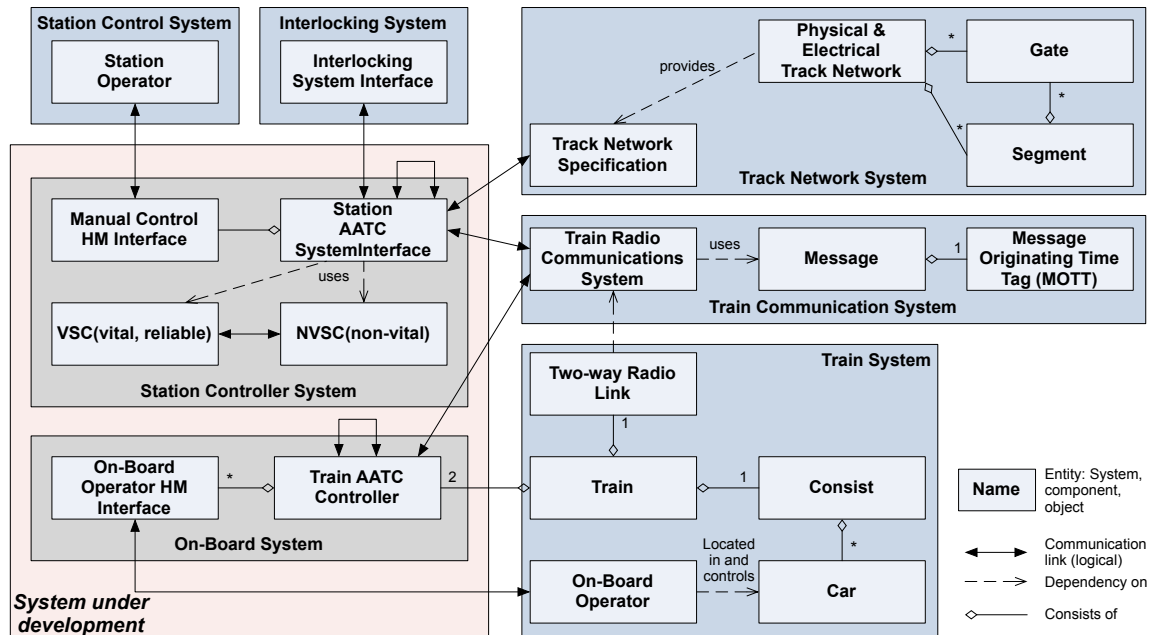 Station Control System
Station
Operator
Interlocking System
Interlocking
System Interface
Physical &
Electrical
Track Network
*
Gate
provides
*
*
Track Network
Specification
Segment
Track Network System
Manual Control
HM Interface
Station
AATC
SystemInterface
uses
VSC(vital, reliable)
NVSC(non-vital)
Station Controller System
Train Radio
Communications
System
uses
Message
1
Message
Originating Time
Tag (MOTT)
Train Communication System
Two-way Radio
Link
Train System
1
On-Board
Operator HM
Interface
*
Train AATC
Controller
2
Train
1
Consist
On-Board System
*
Located
in and
controls
On-Board
Operator
Car
System under
development
Name
Entity: System,
component,
object
Communication
link (logical)
Dependency on
Consists of